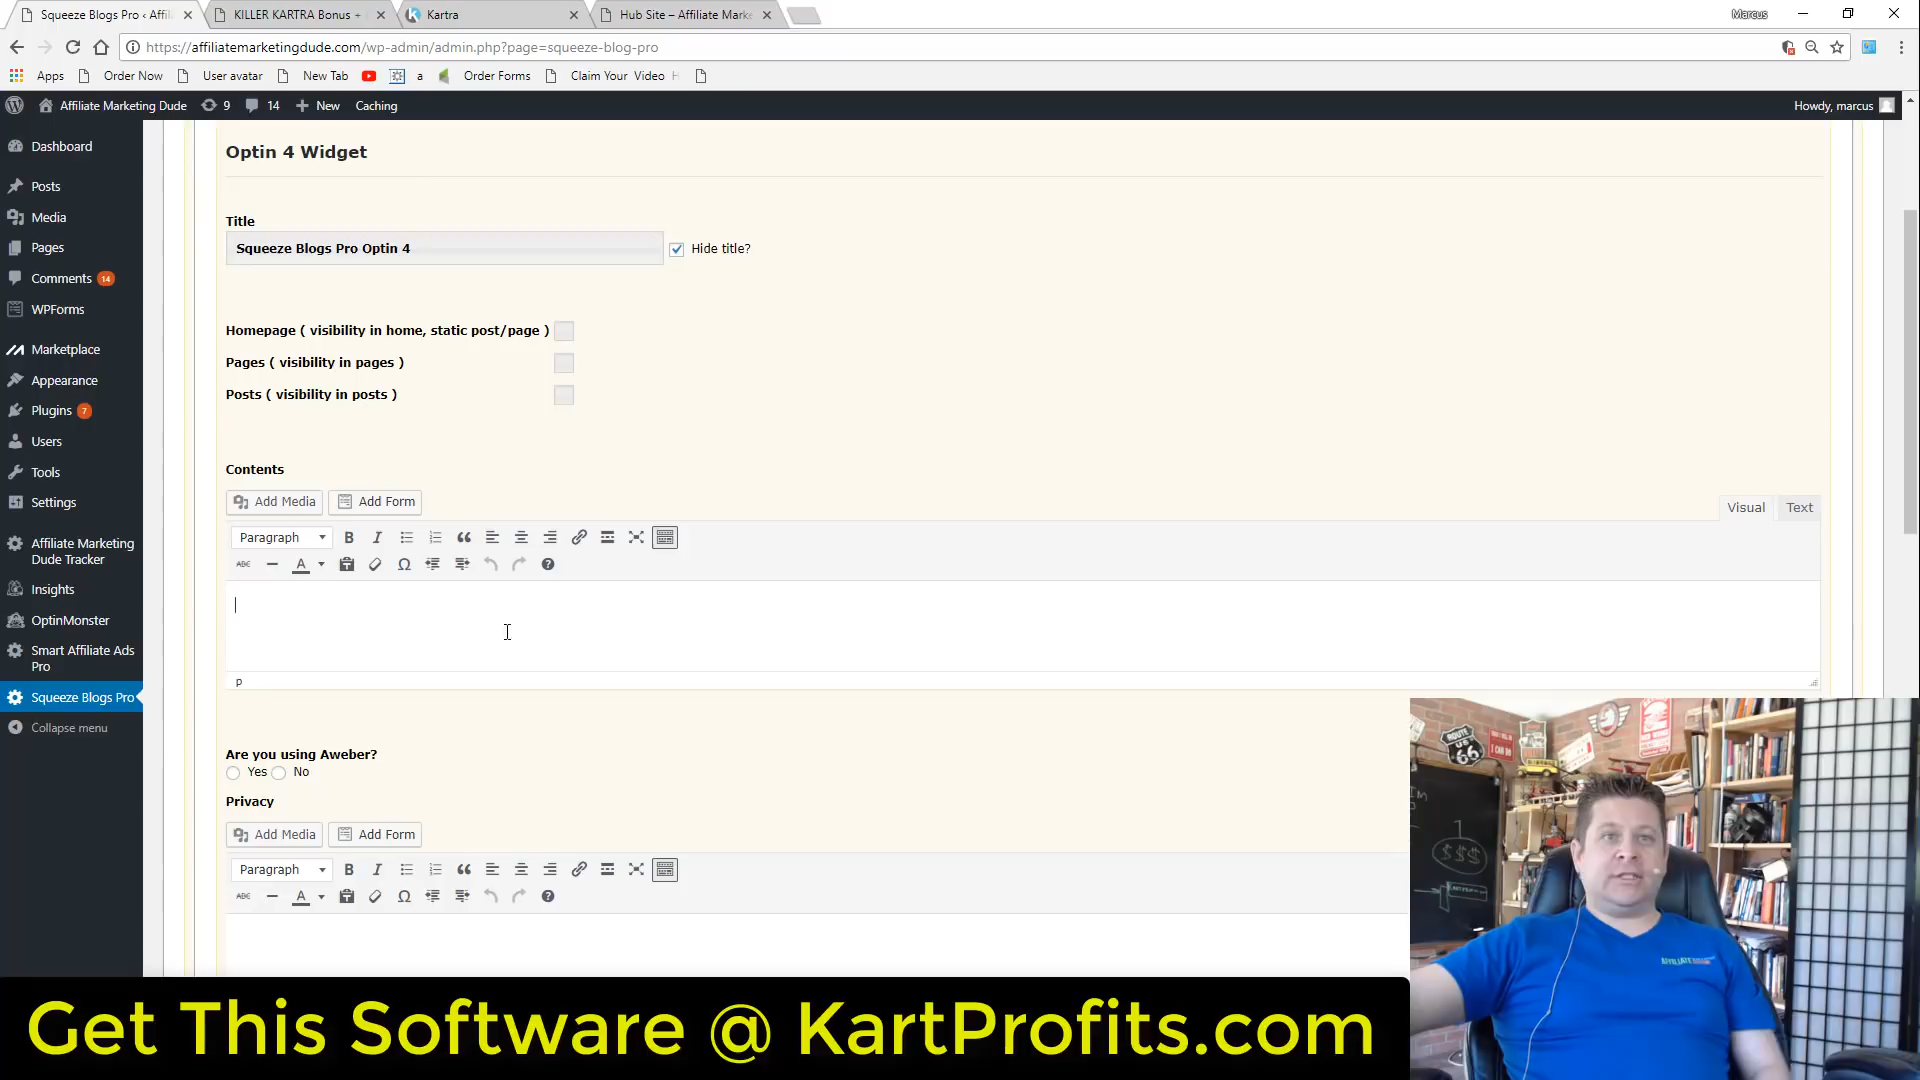 Squeeze Blogs Pro ‹ Affil
KILLER KARTRA Bonus +
Kartra
Hub Site – Affiliate Marke
Marcus
https://affiliatemarketingdude.com/wp-admin/admin.php?page=squeeze-blog-pro
Apps
Order Now
User avatar
New Tab
a
Order Forms
Claim Your Video
Affiliate Marketing Dude
9
14
New
Caching
Howdy, marcus
Dashboard
Posts
Media
Pages
Comments 14
WPForms
Marketplace
Appearance
Plugins 7
Users
Tools
Settings
Affiliate Marketing
Dude Tracker
Insights
OptinMonster
Smart Affiliate Ads
Pro
Squeeze Blogs Pro
Collapse menu
Optin 4 Widget
Title
Squeeze Blogs Pro Optin 4
Hide title?
Homepage ( visibility in home, static post/page )
Pages ( visibility in pages )
Posts ( visibility in posts )
Contents
Add Media
Add Form
Visual
Text
Paragraph
B
I
ABC
A
Ω
p
Are you using Aweber?
Yes
No
Privacy
Add Media
Add Form
Paragraph
B
I
ABC
A
Ω
ROUTE
US
66
$$$
Get This Software @ KartProfits.com